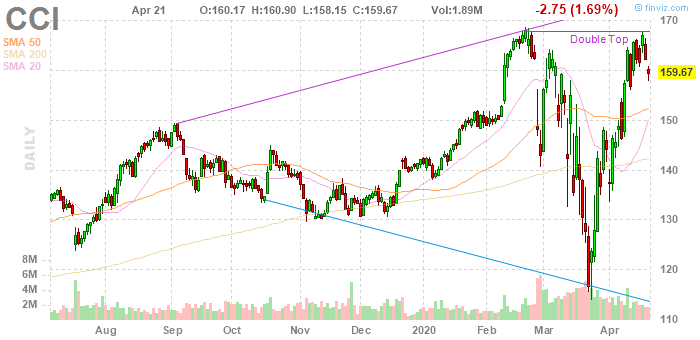 CCI
Apr 21
O:160.17 H:160.90 L:158.15 C:159.67 Vol:1.89M
-2.75 (1.69%)
© finviz.com
SMA 50
SMA 200
SMA 20
DAILY
Double Top
170
159.67
150
140
130
120
110
8M
6M
4M
2M
Aug Sep Oct Nov Dec 2020 Feb Mar Apr